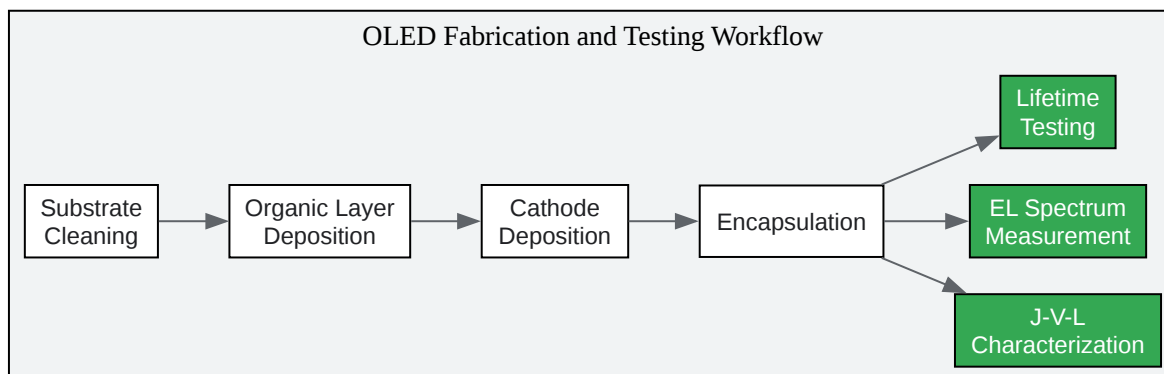 OLED Fabrication and Testing Workflow
Substrate
Cleaning
Organic Layer
Deposition
Cathode
Deposition
Encapsulation
Lifetime
Testing
EL Spectrum
Measurement
J-V-L
Characterization